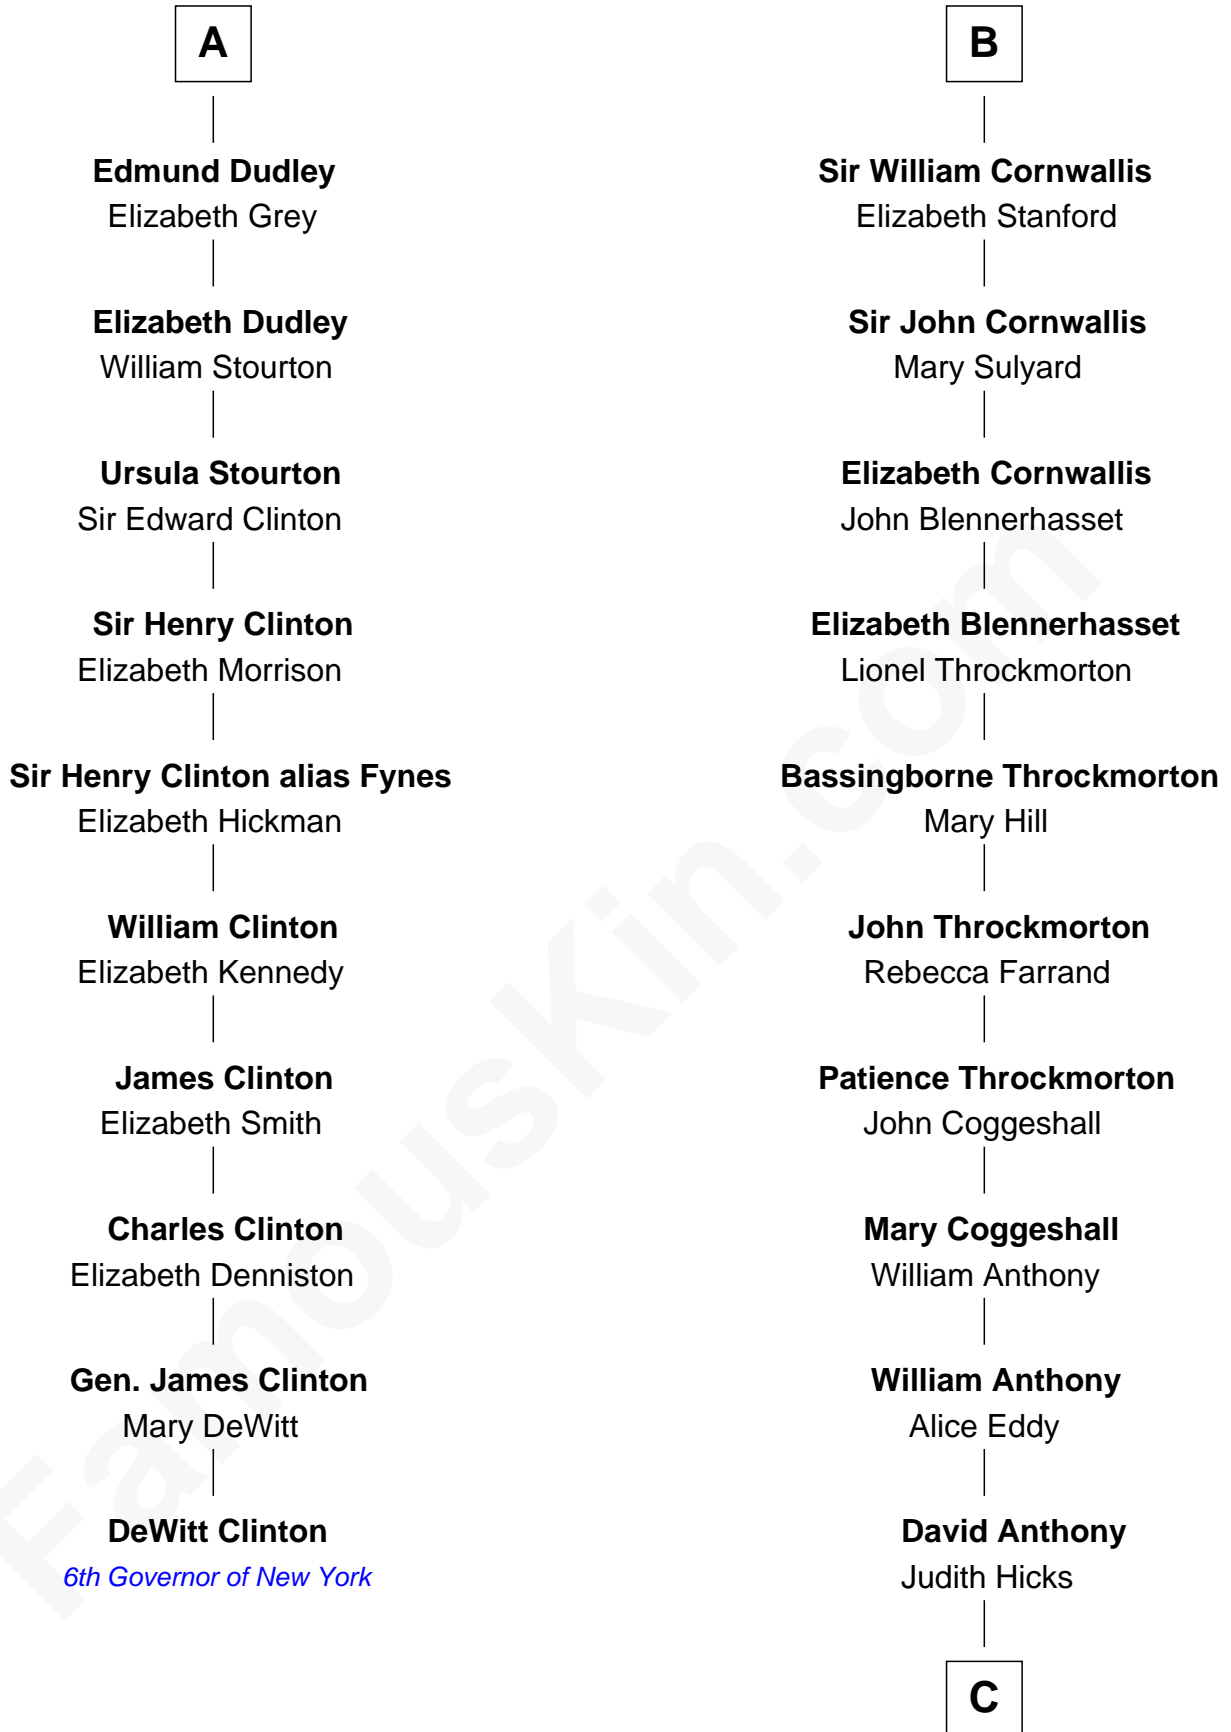 A
Edmund Dudley
Elizabeth Grey
Elizabeth Dudley
William Stourton
Ursula Stourton
Sir Edward Clinton
Sir Henry Clinton
Elizabeth Morrison
Sir Henry Clinton alias Fynes
Elizabeth Hickman
William Clinton
Elizabeth Kennedy
James Clinton
Elizabeth Smith
Charles Clinton
Elizabeth Denniston
Gen. James Clinton
Mary DeWitt
DeWitt Clinton
6th Governor of New York
B
Sir William Cornwallis
Elizabeth Stanford
Sir John Cornwallis
Mary Sulyard
Elizabeth Cornwallis
John Blennerhasset
Elizabeth Blennerhasset
Lionel Throckmorton
Bassingborne Throckmorton
Mary Hill
John Throckmorton
Rebecca Farrand
Patience Throckmorton
John Coggeshall
Mary Coggeshall
William Anthony
William Anthony
Alice Eddy
David Anthony
Judith Hicks
C
FamousKin.com